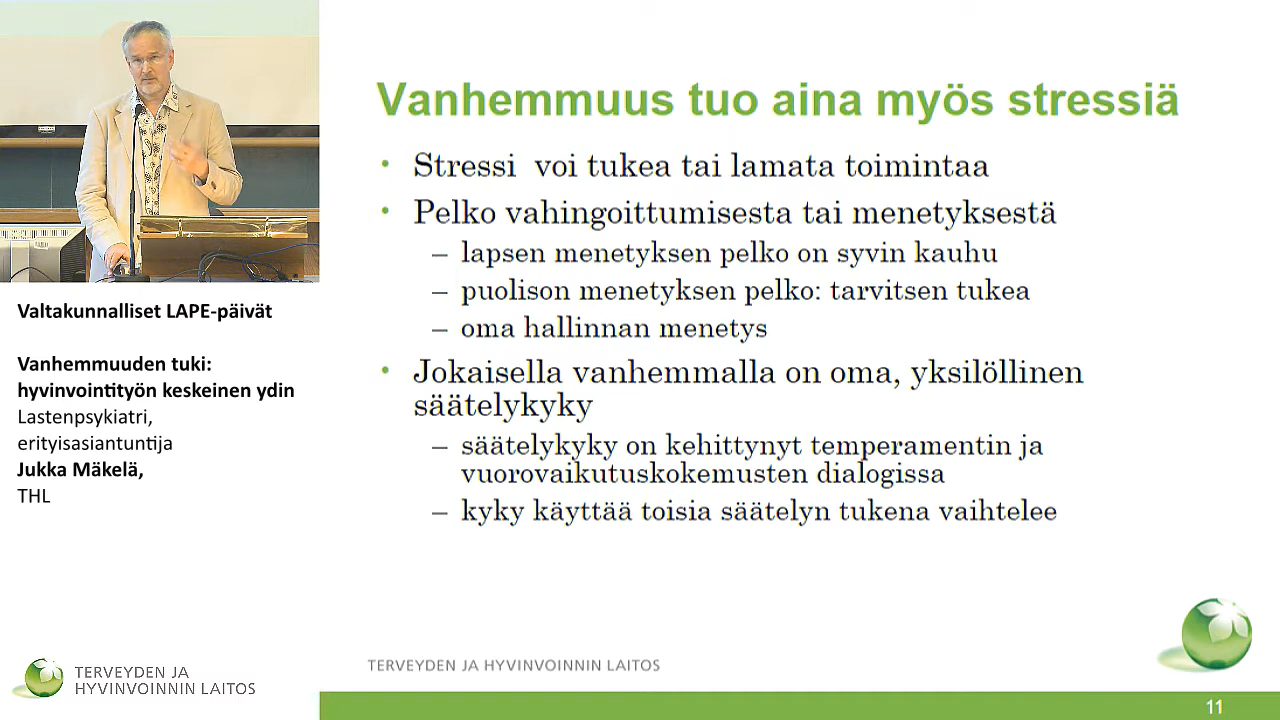 Vanhemmuus tuo aina myös stressiä
• Stressi voi tukea tai lamata toimintaa
• Pelko vahingoittumisesta tai menetyksestä
– lapsen menetyksen pelko on syvin kauhu
– puolison menetyksen pelko: tarvitsen tukea
– oma hallinnan menetys
• Jokaisella vanhemmalla on oma, yksilöllinen
säätelykyky
– säätelykyky on kehittynyt temperamentin ja
vuorovaikutuskokemusten dialogissa
– kyky käyttää toisia säätelyn tukena vaihtelee
Valtakunnalliset LAPE-päivät
Vanhemmuuden tuki:
hyvinvointityön keskeinen ydin
Lastenpsykiatri,
erityisasiantuntija
Jukka Mäkelä,
THL
TERVEYDEN JA
HYVINVOINNIN LAITOS
TERVEYDEN JA HYVINVOINNIN LAITOS
11